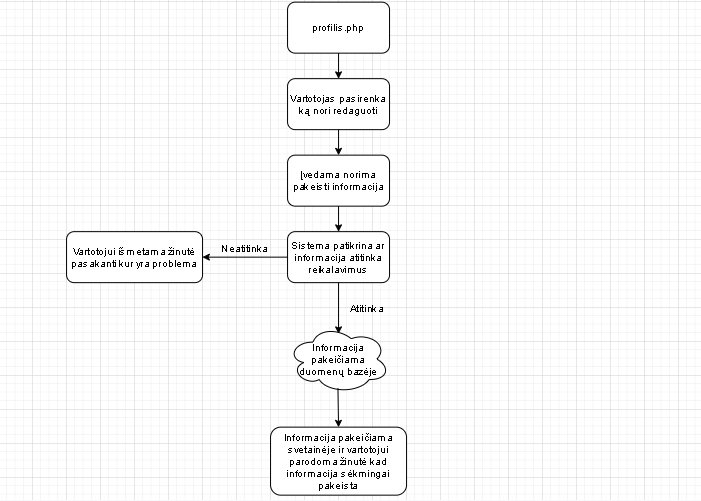 profilis.php
Vartotojas pasirenka
ką nori redaguoti
Įvedama norima
pakeisti informacija
Sistema patikrina ar
informacija atitinka
reikalavimus
Neatitinka
Vartotojui išmetama žinutė
pasakanti kur yra problema
Atitinka
Informacija
pakeičiama
duomenų bazėje
Informacija pakeičiama
svetainėje ir vartotojui
parodoma žinutė kad
informacija sėkmingai
pakeista